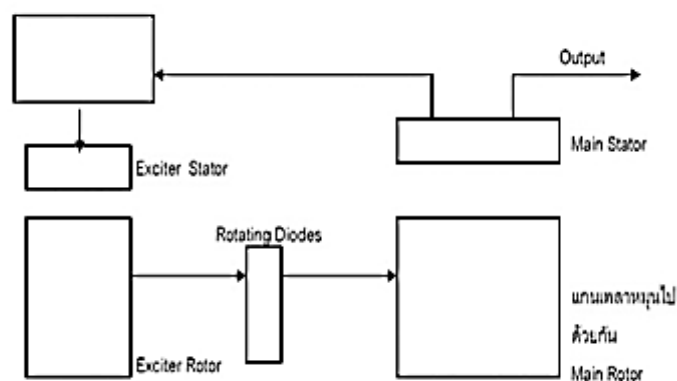 Output
Main Stator
Exciter Stator
Rotating Diodes
แกนเพลาหมุนไป
ด้วยกัน
Exciter Rotor
Main Rotor